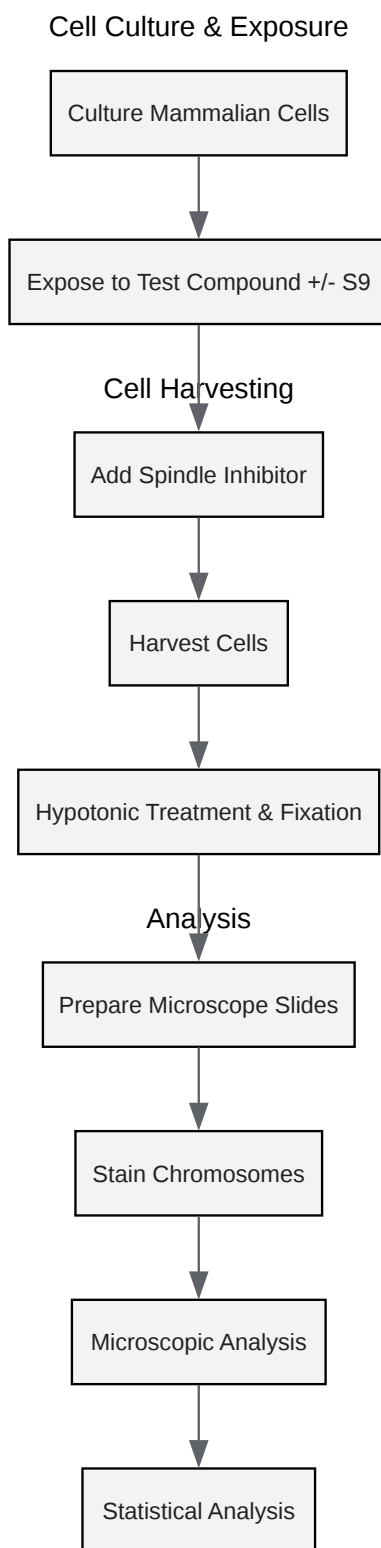 Cell Culture & Exposure
Culture Mammalian Cells
Expose to Test Compound +/- S9
Cell Harvesting
Add Spindle Inhibitor
Harvest Cells
Hypotonic Treatment & Fixation
Analysis
Prepare Microscope Slides
Stain Chromosomes
Microscopic Analysis
Statistical Analysis